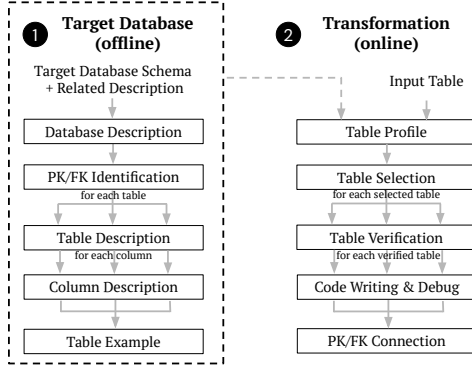 1 Target Database
(offline)
Target Database Schema
+ Related Description
Database Description
PK/FK Identification
for each table
Table Description
for each column
Column Description
Table Example
2 Transformation
(online)
Input Table
Table Profile
Table Selection
for each selected table
Table Verification
for each verified table
Code Writing & Debug
PK/FK Connection